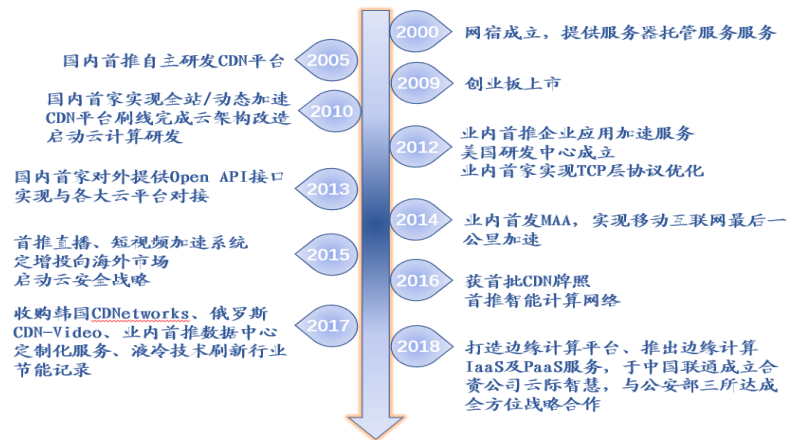 2000
网宿成立，提供服务器托管服务服务
2005
国内首推自主研发CDN平台
2009
创业板上市
2010
国内首家实现全站/动态加速
CDN平台刷线完成云架构改造
启动云计算研发
2012
业内首推企业应用加速服务
美国研发中心成立
业内首家实现TCP层协议优化
2013
国内首家对外提供Open API接口
实现与各大云平台对接
2014
业内首发MAA，实现移动互联网最后一
公里加速
2015
首推直播、短视频加速系统
定增投向海外市场
启动云安全战略
2016
获首批CDN牌照
首推智能计算网络
2017
收购韩国CDNetworks、俄罗斯
CDN-Video、业内首推数据中心
定制化服务、液冷技术刷新行业
节能记录
2018
打造边缘计算平台、推出边缘计算
IaaS及PaaS服务，于中国联通成立合
资公司云际智慧，与公安部三所达成
全方位战略合作